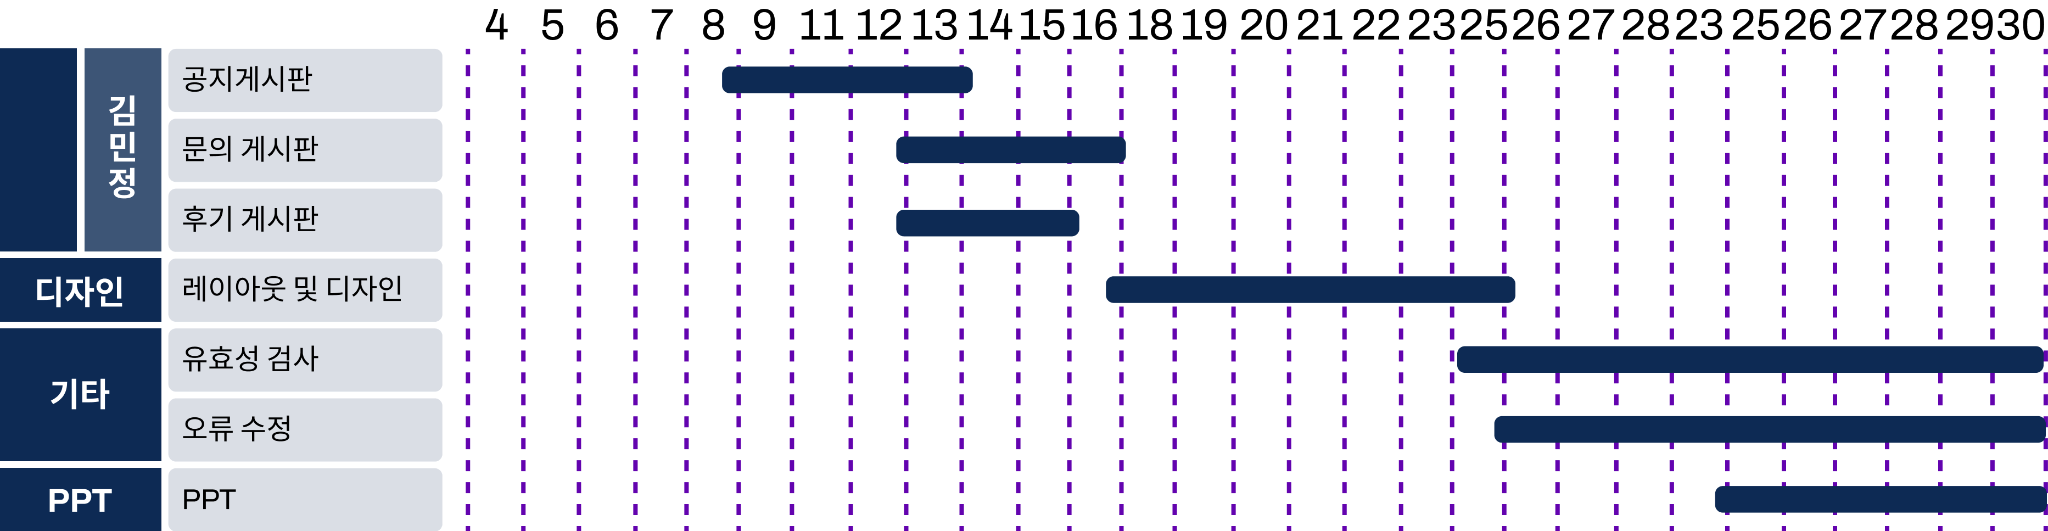 4 5 6 7 8 9 11 12 13 14 15 16 18 19 20 21 22 23 25 26 27 28 23 25 26 27 28 29 30
김민정
공지게시판
문의 게시판
후기 게시판
디자인
레이아웃 및 디자인
기타
유효성 검사
오류 수정
PPT
PPT